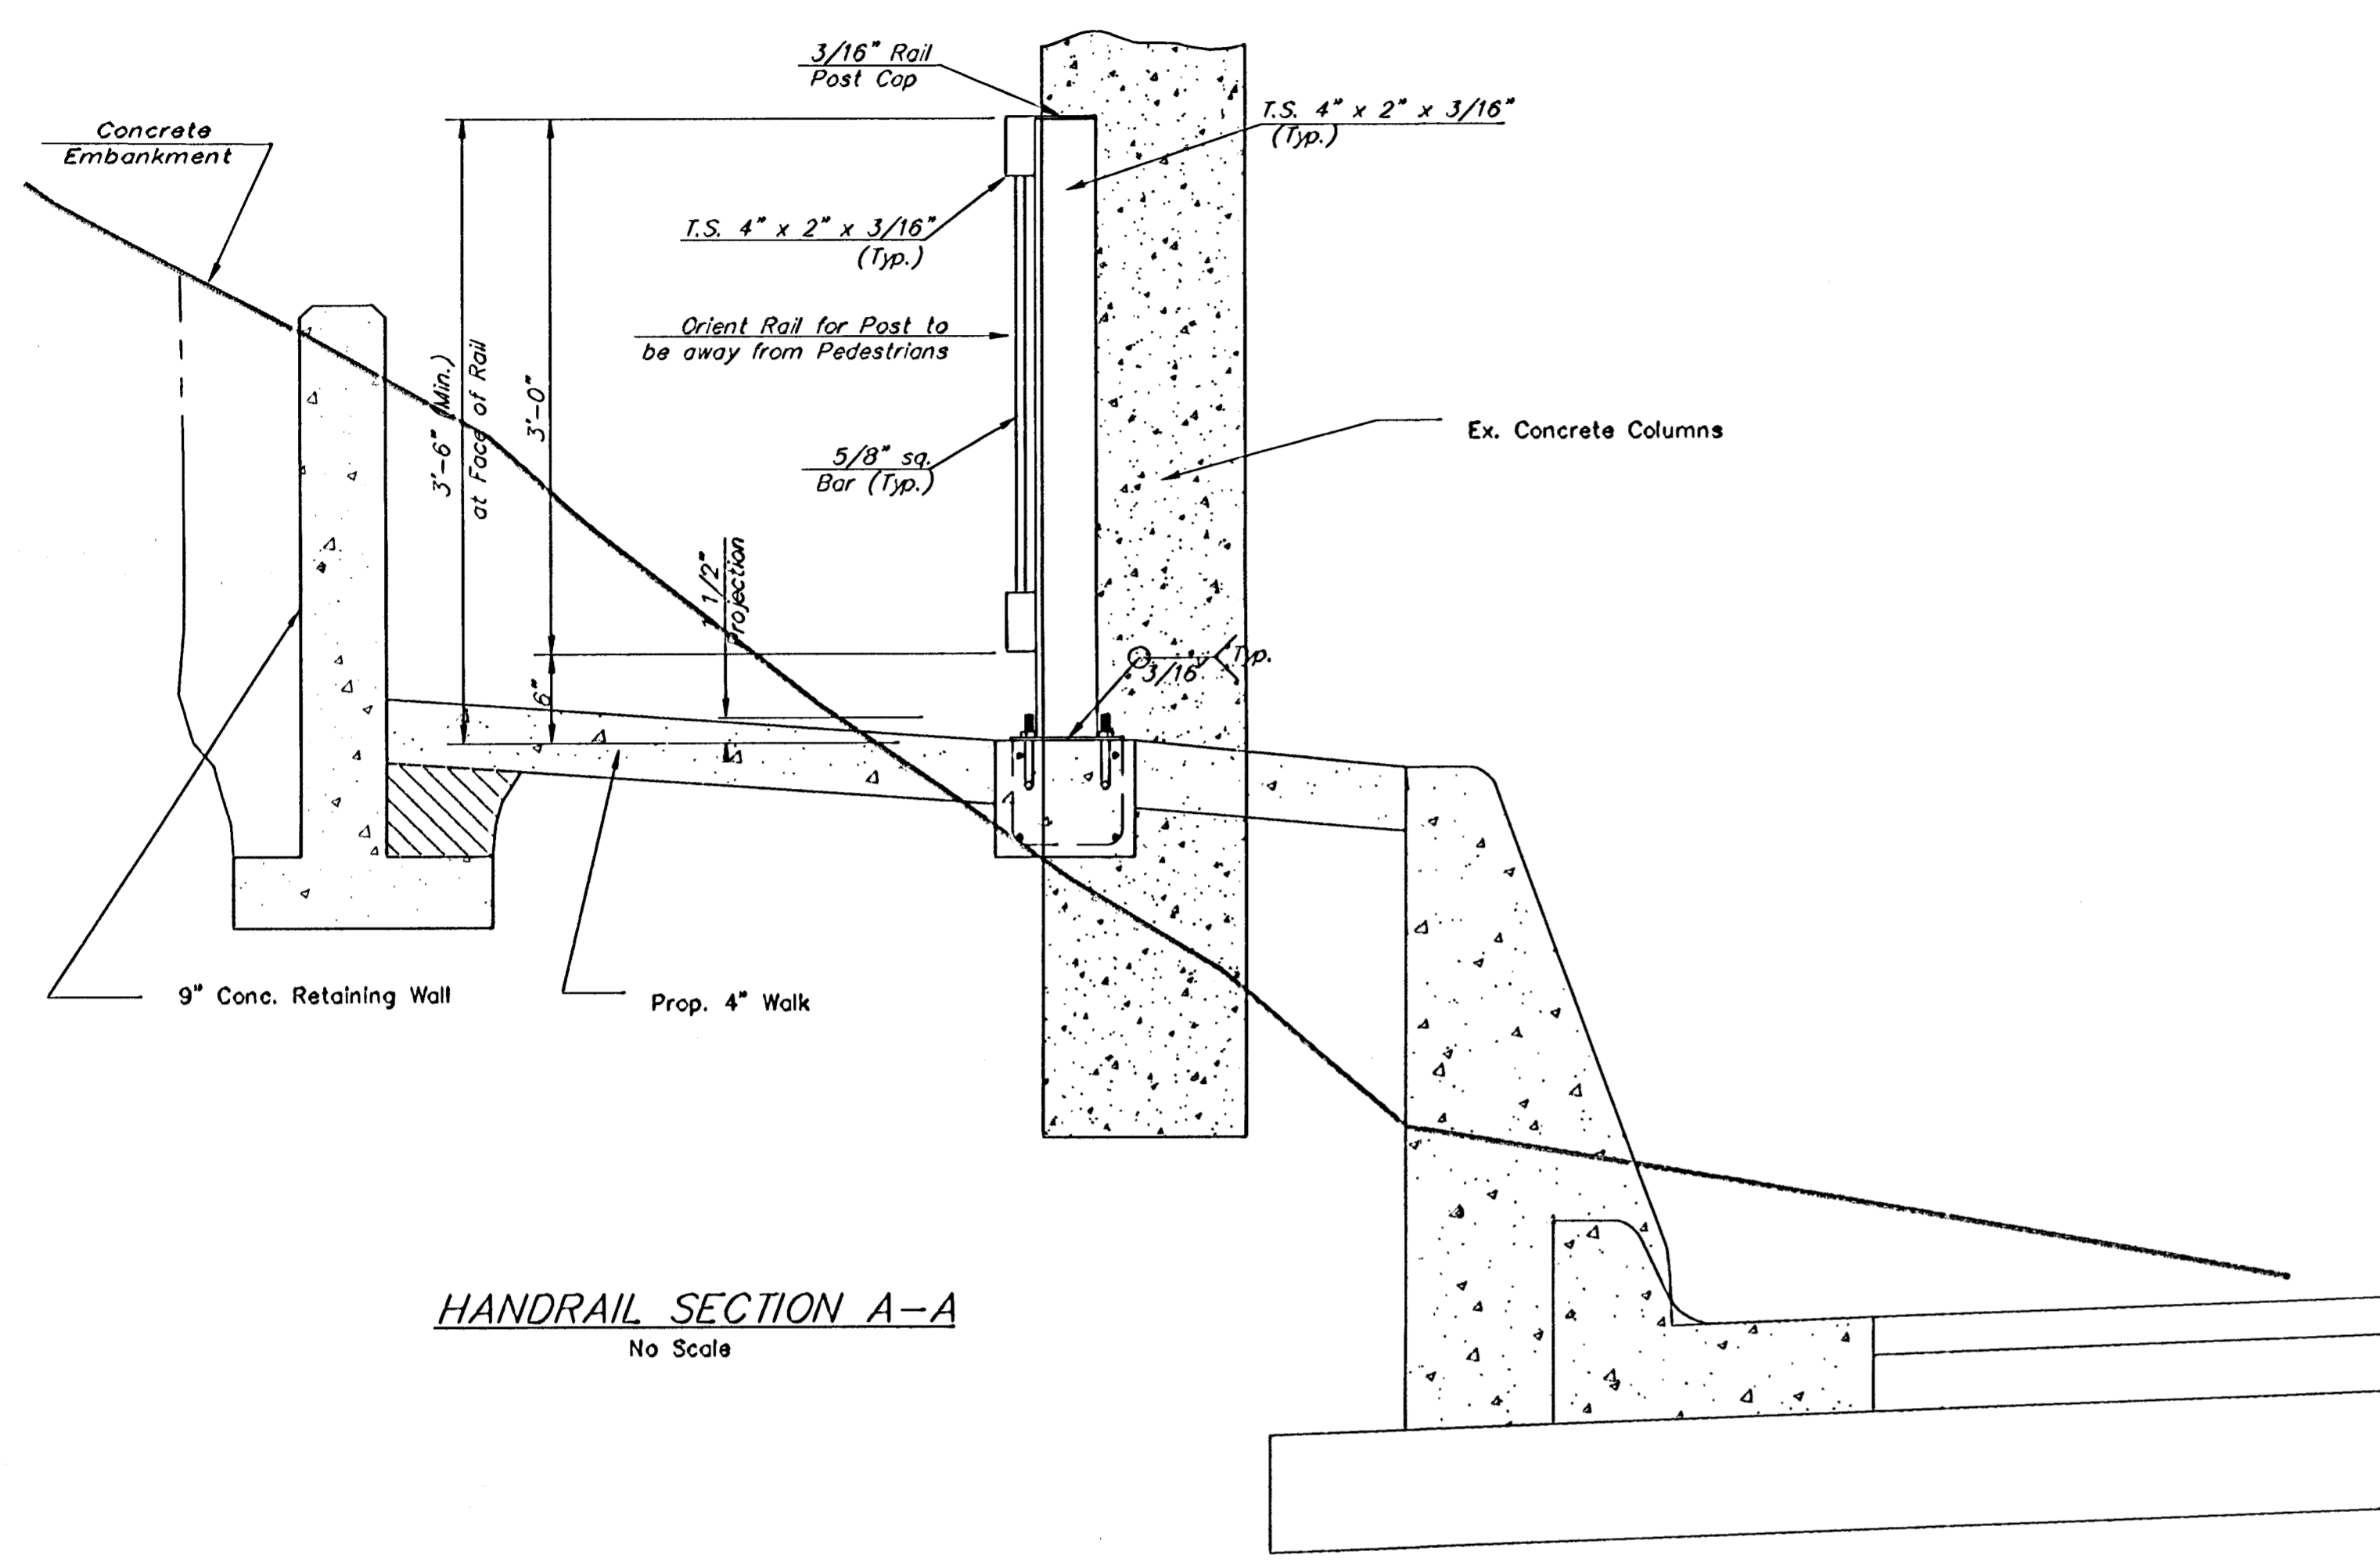 3/16" Rail
Post Cap
T.S. 4" x 2" x 3/16"
(Typ.)
Concrete
Embankment
T.S. 4" x 2" x 3/16"
(Typ.)
Orient Rail for Post to
be away from Pedestrians
3'-6" (Min.)
at Face of Rail
3'-0"
5/8" sq.
Bar (Typ.)
Ex. Concrete Columns
1 1/2"
Projection
6"
3/16
Typ.
9" Conc. Retaining Wall
Prop. 4" Walk
HANDRAIL SECTION A-A
No Scale